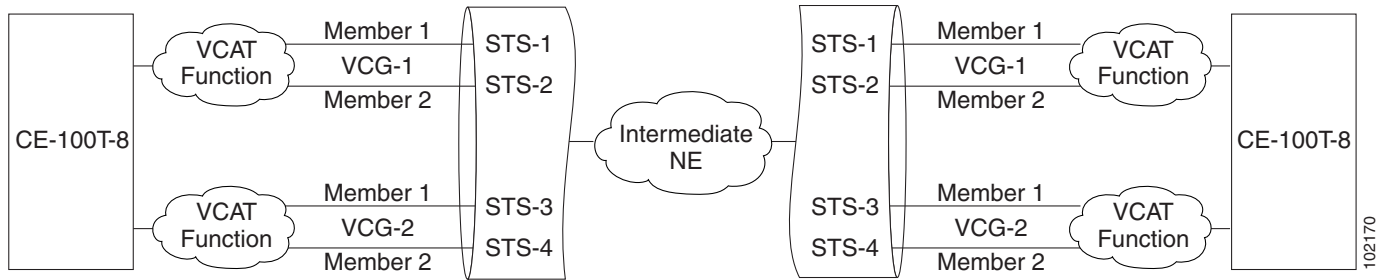 CE-100T-8
VCAT
Function
Member 1
VCG-1
Member 2
STS-1
STS-2
VCAT
Function
Member 1
VCG-2
Member 2
STS-3
STS-4
Intermediate
NE
STS-1
STS-2
Member 1
VCG-1
Member 2
VCAT
Function
STS-3
STS-4
Member 1
VCG-2
Member 2
VCAT
Function
CE-100T-8
102170